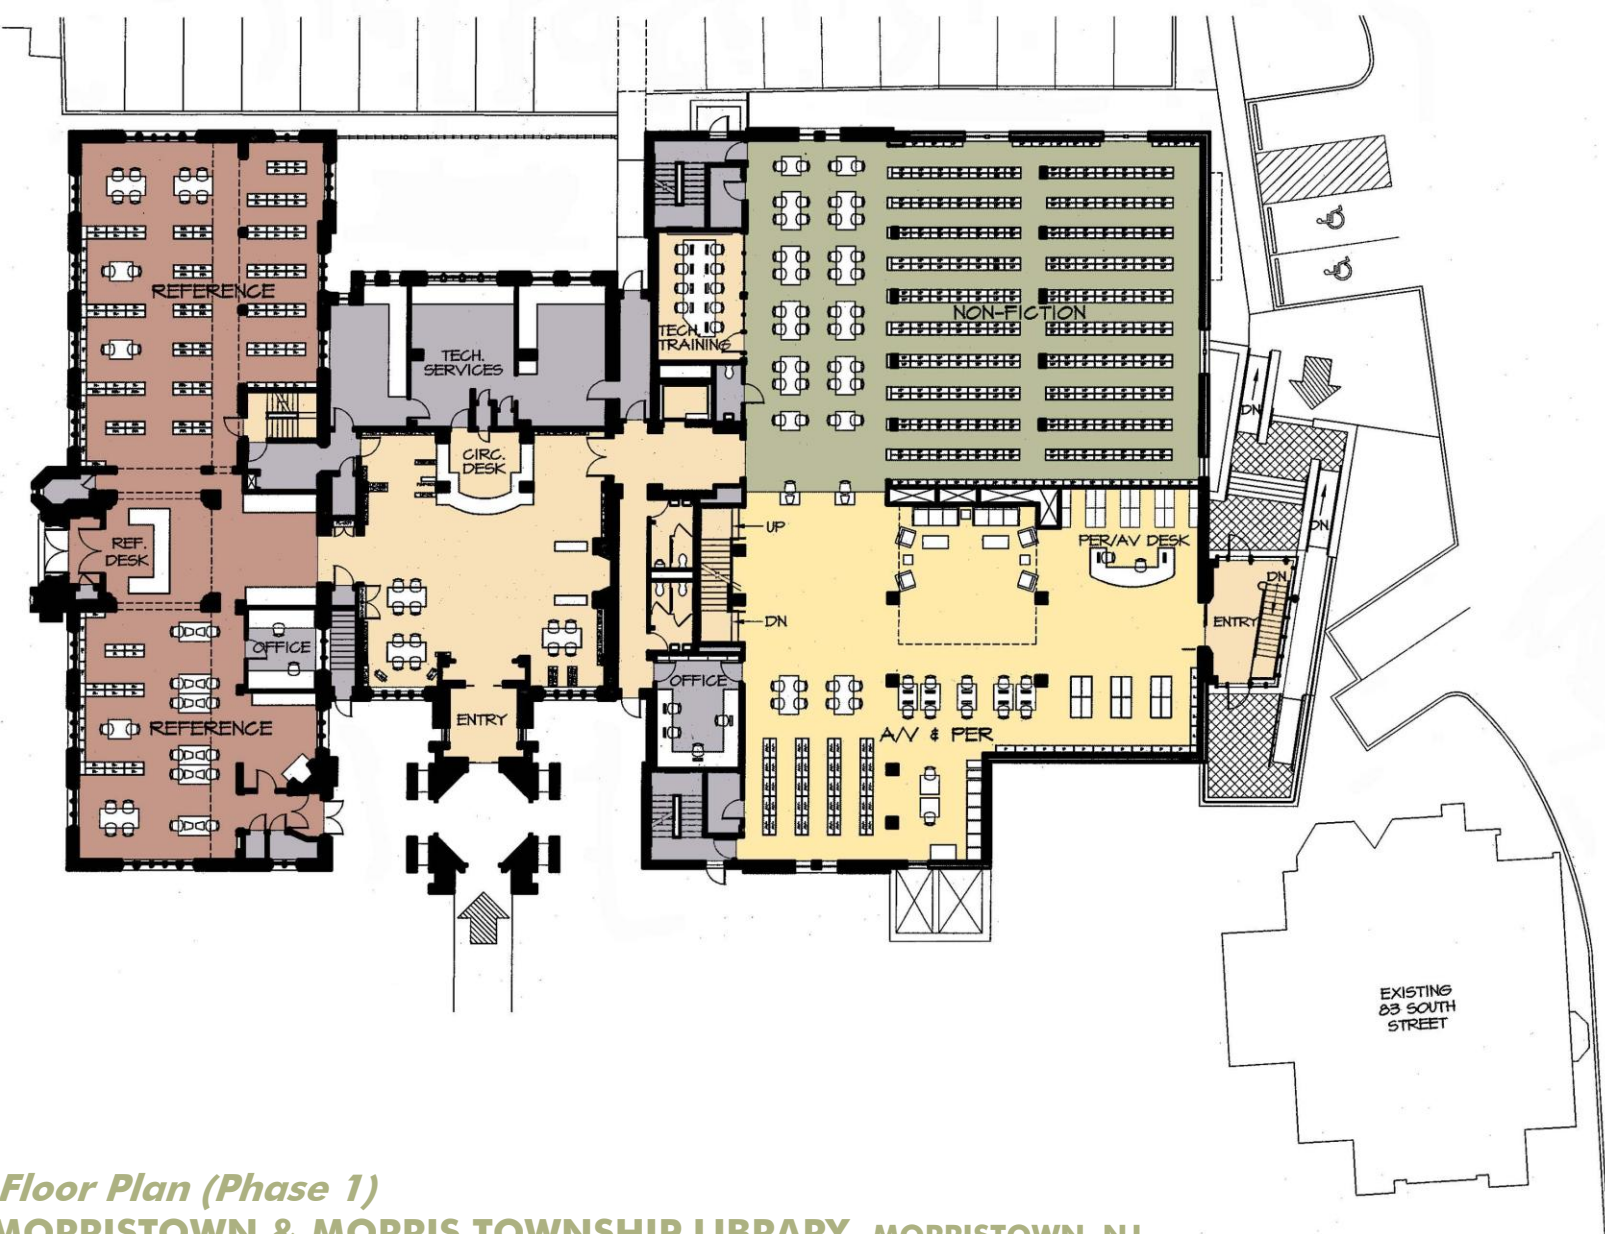 REFERENCE
TECH.
SERVICES
TECH.
TRAINING
NON-FICTION
DN
CIRC.
DESK
REF.
DESK
UP
PER/AV DESK
DN
DN
DN
ENTRY
OFFICE
OFFICE
ENTRY
REFERENCE
A/V & PER
EXISTING
83 SOUTH
STREET
Floor Plan (Phase 1)
MORRISTOWN & MORRIS TOWNSHIP LIBRARY, MORRISTOWN, NJ